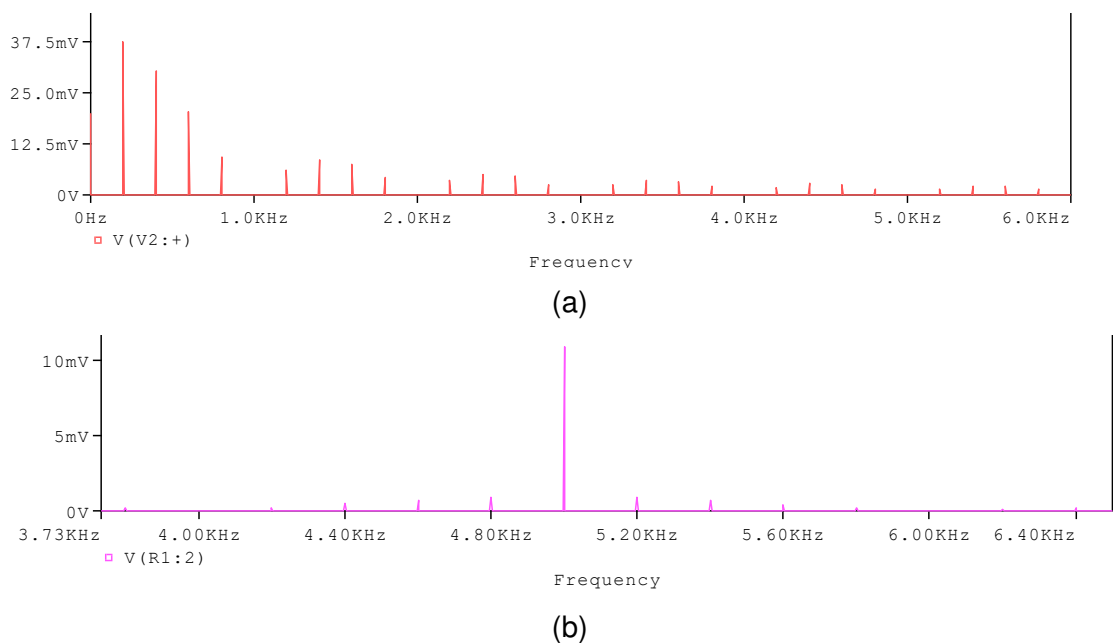 37.5mV
25.0mV
12.5mV
0V
0Hz 1.0KHz 2.0KHz 3.0KHz 4.0KHz 5.0KHz 6.0KHz
V(V2:+)
Frequency
(a)
10mV
5mV
0V
3.73KHz 4.00KHz 4.40KHz 4.80KHz 5.20KHz 5.60KHz 6.00KHz 6.40KHz
V(R1:2)
Frequency
(b)